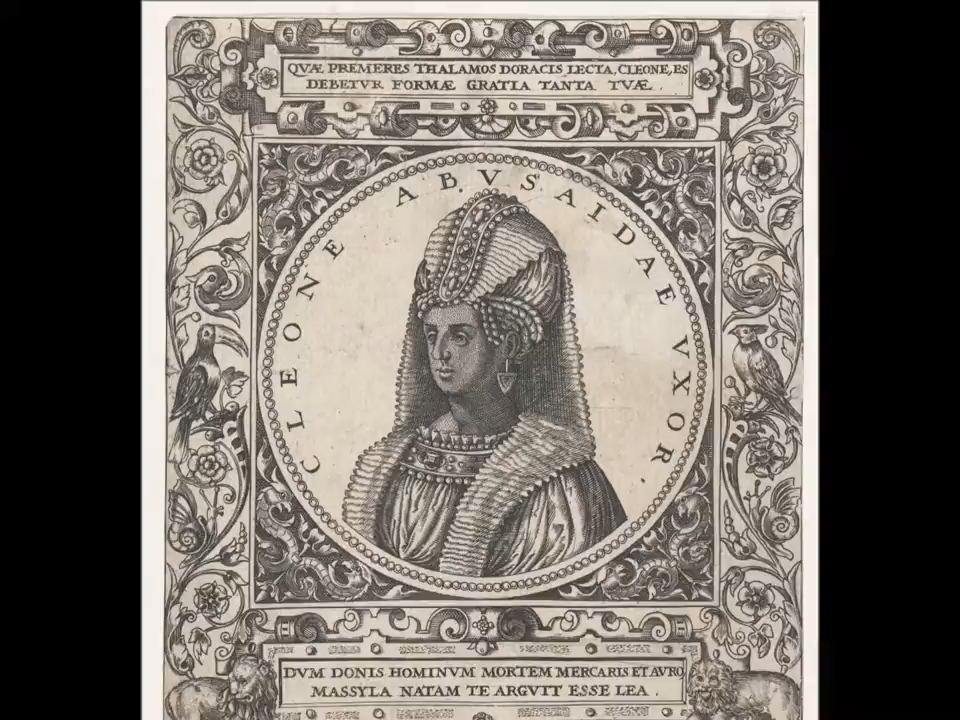 QVÆ PREMERES THALAMOS DORACIS LECTA, CLEONE, ES
DEBETVR FORMÆ GRATIA TANTA TVÆ .
CLEONE ABVSAIDAE VXOR
DVM DONIS HOMINVM MORTEM MERCARIS ET AVRO
MASSYLA NATAM TE ARGVIT ESSE LEA .